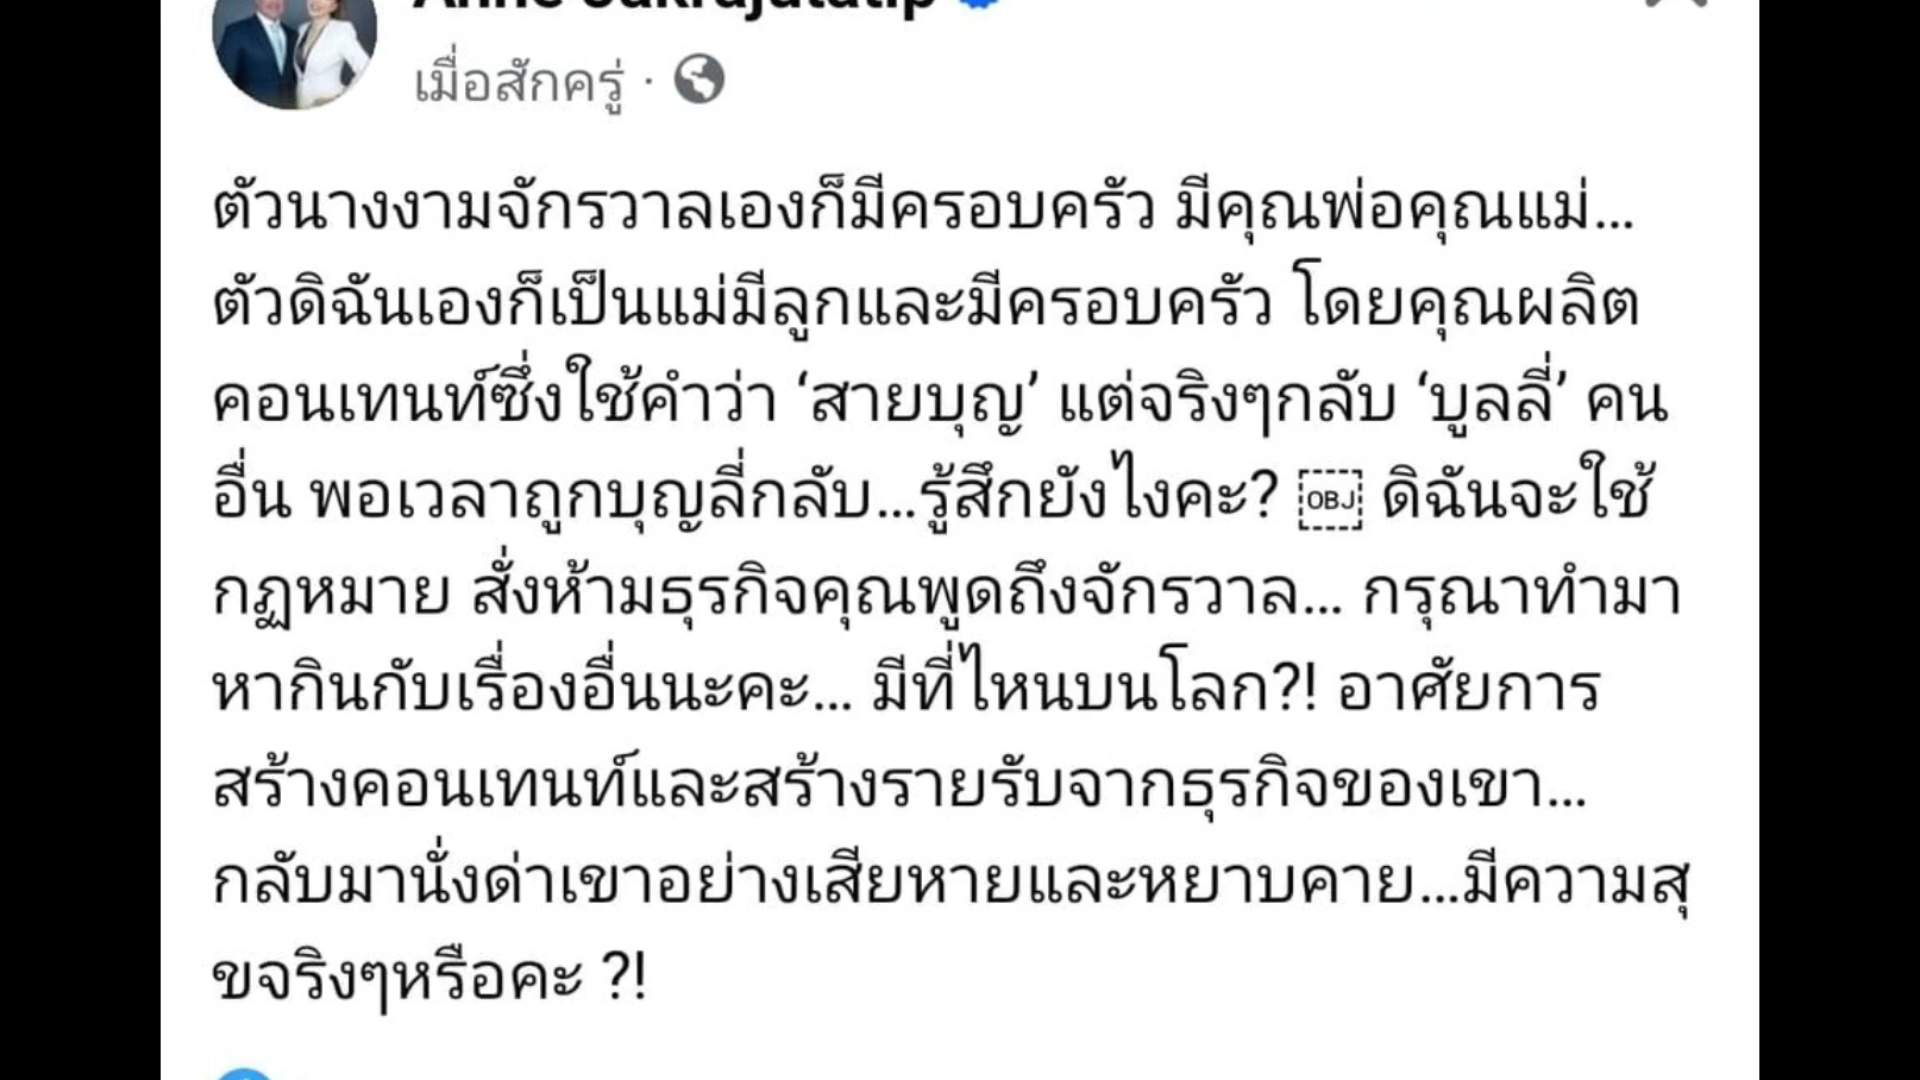 Anne Jakrajutatip
เมื่อสักครู่ ·
ตัวนางงามจักรวาลเองก็มีครอบครัว มีคุณพ่อคุณแม่...
ตัวดิฉันเองก็เป็นแม่มีลูกและมีครอบครัว โดยคุณผลิต
คอนเทนท์ซึ่งใช้คำว่า ‘สายบุญ’ แต่จริงๆกลับ ‘บูลลี่’ คน
อื่น พอเวลาถูกบุญลี่กลับ...รู้สึกยังไงคะ? OBJ ดิฉันจะใช้
กฏหมาย สั่งห้ามธุรกิจคุณพูดถึงจักรวาล... กรุณาทำมา
หากินกับเรื่องอื่นนะคะ... มีที่ไหนบนโลก?! อาศัยการ
สร้างคอนเทนท์และสร้างรายรับจากธุรกิจของเขา...
กลับมานั่งด่าเขาอย่างเสียหายและหยาบคาย...มีความสุ
ขจริงๆหรือคะ ?!